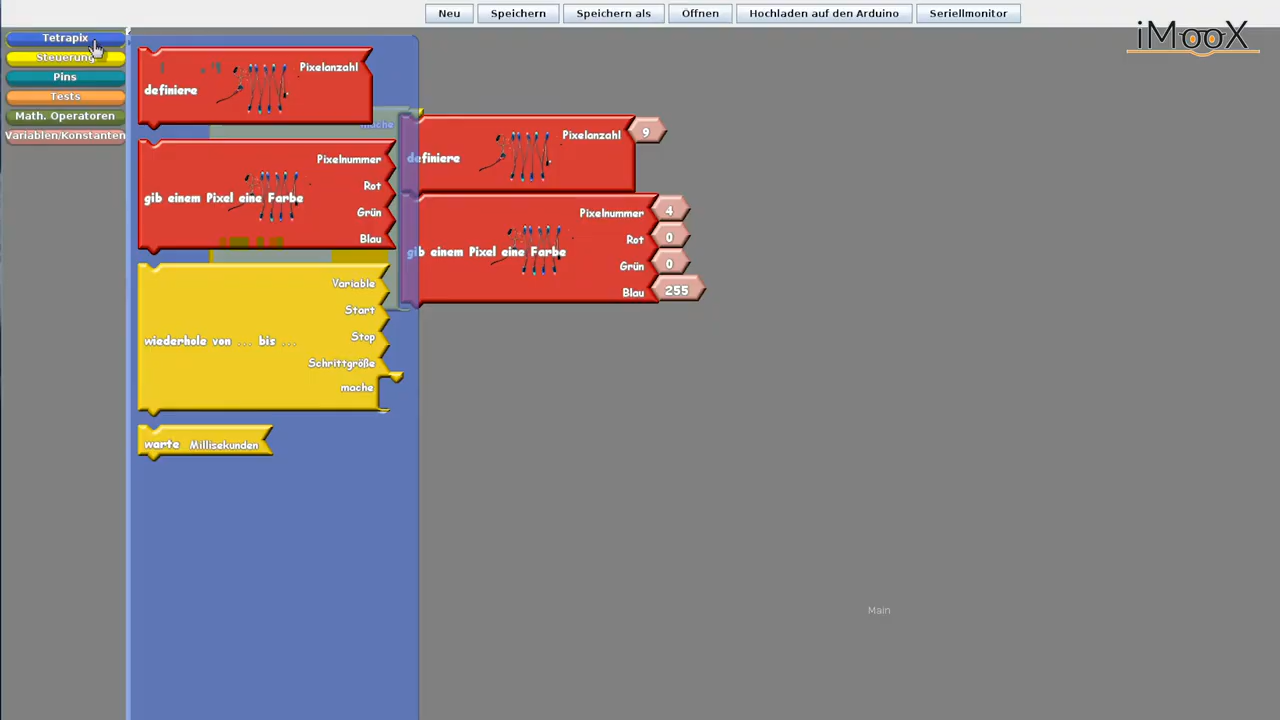 Neu
Speichern
Speichern als
Öffnen
Hochladen auf den Arduino
Seriellmonitor
iMooX
Tetrapix
Steuerung
Pins
Tests
Math. Operatoren
Variablen/Konstanten
Pixelanzahl
definiere
mache
Pixelnummer
Rot
gib einem Pixel eine Farbe
Grün
Blau
Variable
Start
wiederhole von ... bis ...
Stop
Schrittgröße
mache
warte Millisekunden
Pixelanzahl 9
definiere
Pixelnummer 4
Rot 0
gib einem Pixel eine Farbe
Grün 0
Blau 255
Main